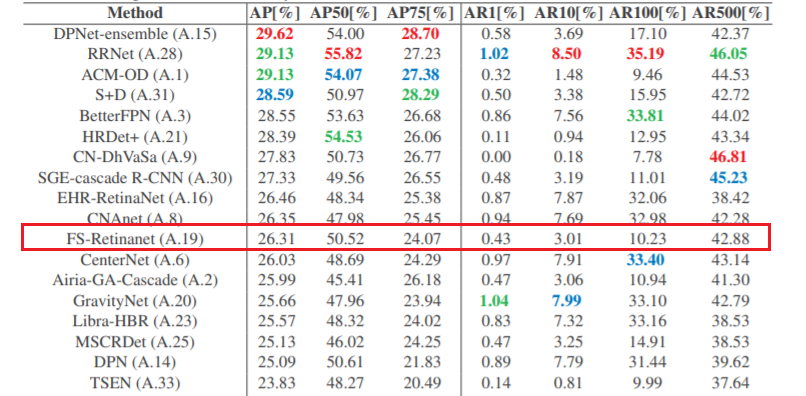 Method AP[%] AP50[%] AP75[%] AR1[%] AR10[%] AR100[%] AR500[%]
DPNet-ensemble (A.15) 29.62 54.00 28.70 0.58 3.69 17.10 42.37
RRNet (A.28) 29.13 55.82 27.23 1.02 8.50 35.19 46.05
ACM-OD (A.1) 29.13 54.07 27.38 0.32 1.48 9.46 44.53
S+D (A.31) 28.59 50.97 28.29 0.50 3.38 15.95 42.72
BetterFPN (A.3) 28.55 53.63 26.68 0.86 7.56 33.81 44.02
HRDet+ (A.21) 28.39 54.53 26.06 0.11 0.94 12.95 43.34
CN-DhVaSa (A.9) 27.83 50.73 26.77 0.00 0.18 7.78 46.81
SGE-cascade R-CNN (A.30) 27.33 49.56 26.55 0.48 3.19 11.01 45.23
EHR-RetinaNet (A.16) 26.46 48.34 25.38 0.87 7.87 32.06 38.42
CNAnet (A.8) 26.35 47.98 25.45 0.94 7.69 32.98 42.28
FS-Retinanet (A.19) 26.31 50.52 24.07 0.43 3.01 10.23 42.88
CenterNet (A.6) 26.03 48.69 24.29 0.97 7.91 33.40 43.14
Airia-GA-Cascade (A.2) 25.99 45.41 26.18 0.47 3.06 10.94 41.30
GravityNet (A.20) 25.66 47.96 23.94 1.04 7.99 33.10 42.79
Libra-HBR (A.23) 25.57 48.32 24.02 0.83 7.32 33.16 38.53
MSCRDet (A.25) 25.13 46.02 24.25 0.47 3.25 14.91 38.53
DPN (A.14) 25.09 50.61 21.83 0.89 7.79 31.44 39.62
TSEN (A.33) 23.83 48.27 20.49 0.14 0.81 9.99 37.64